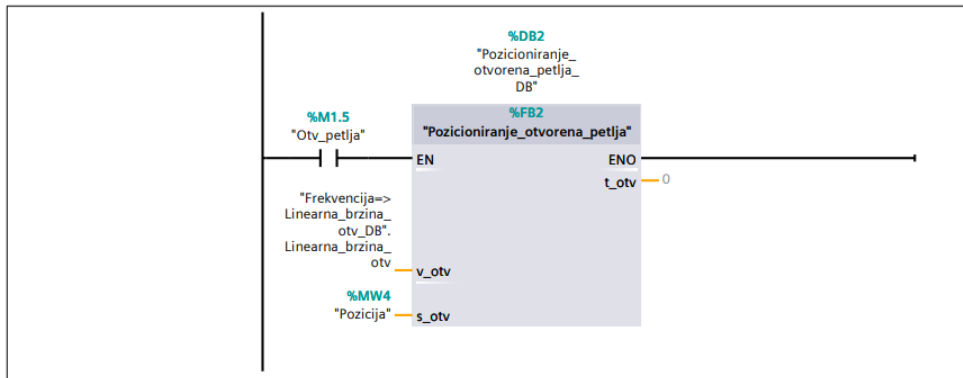 %DB2
"Pozicioniranje_
otvorena_petlja_
DB"
%M1.5
"Otv_petlja"
%FB2
"Pozicioniranje_otvorena_petlja"
EN
ENO
t_otv
0
"Frekvencija=>
Linearna_brzina_
otv_DB".
Linearna_brzina_
otv
v_otv
%MW4
"Pozicija"
s_otv